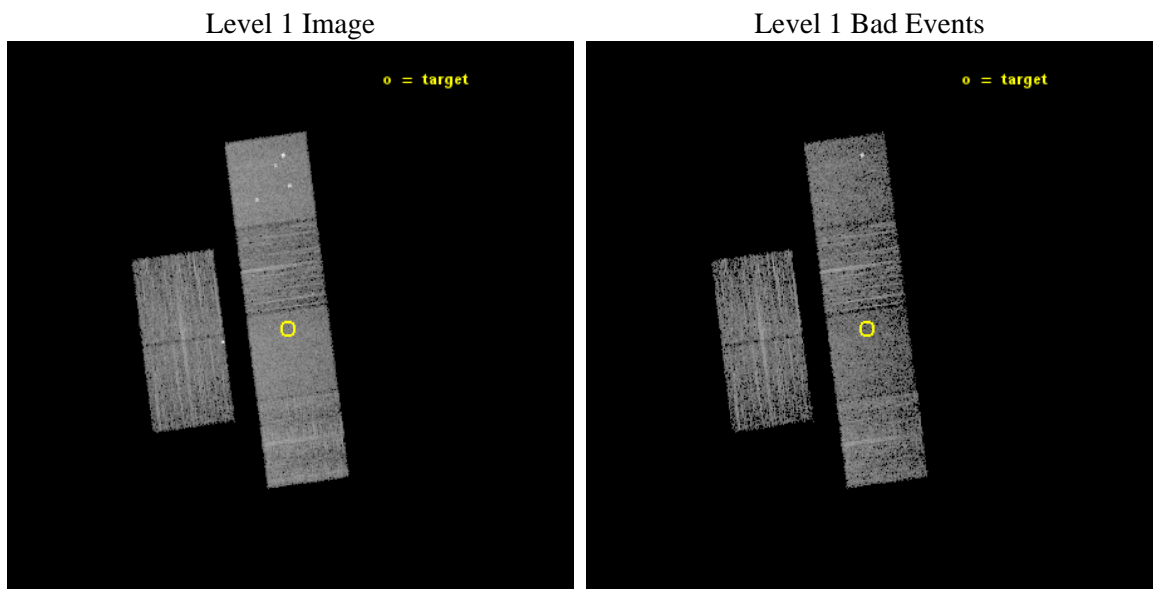 Level 1 Image
Level 1 Bad Events
o = target
o = target